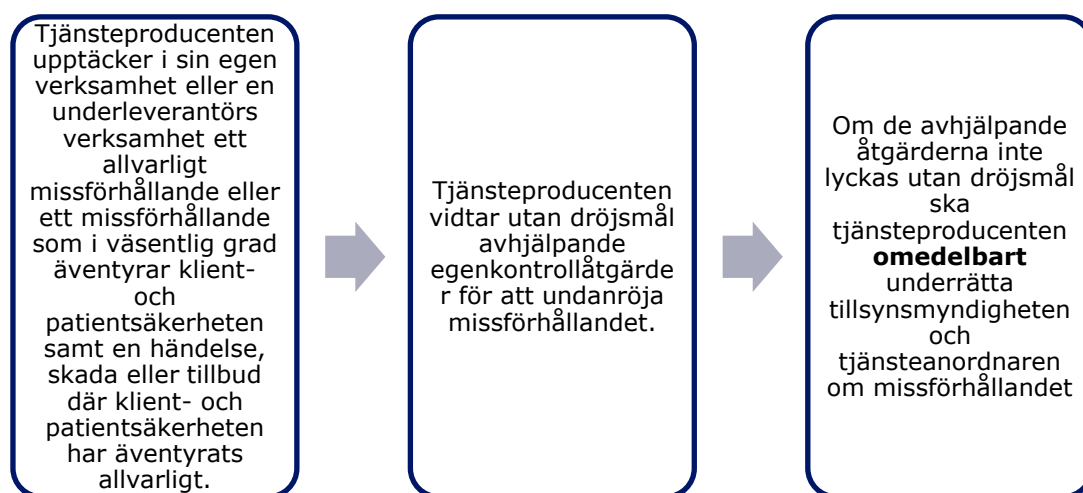 Tjänsteproducenten
upptäcker i sin egen
verksamhet eller en
underleverantörs
verksamhet ett
allvarligt
missförhållande eller
ett missförhållande
som i väsentlig grad
äventyrar klient-
och
patientsäkerheten
samt en händelse,
skada eller tillbud
där klient- och
patientsäkerheten
har äventyrats
allvarligt.
Tjänsteproducenten
vidtar utan dröjsmål
avhjälpande
egenkontrollåtgärde
r för att undanröja
missförhållandet.
Om de avhjälpande
åtgärderna inte
lyckas utan dröjsmål
ska
tjänsteproducenten
omedelbart
underrätta
tillsynsmyndigheten
och
tjänsteanordnaren
om missförhållandet